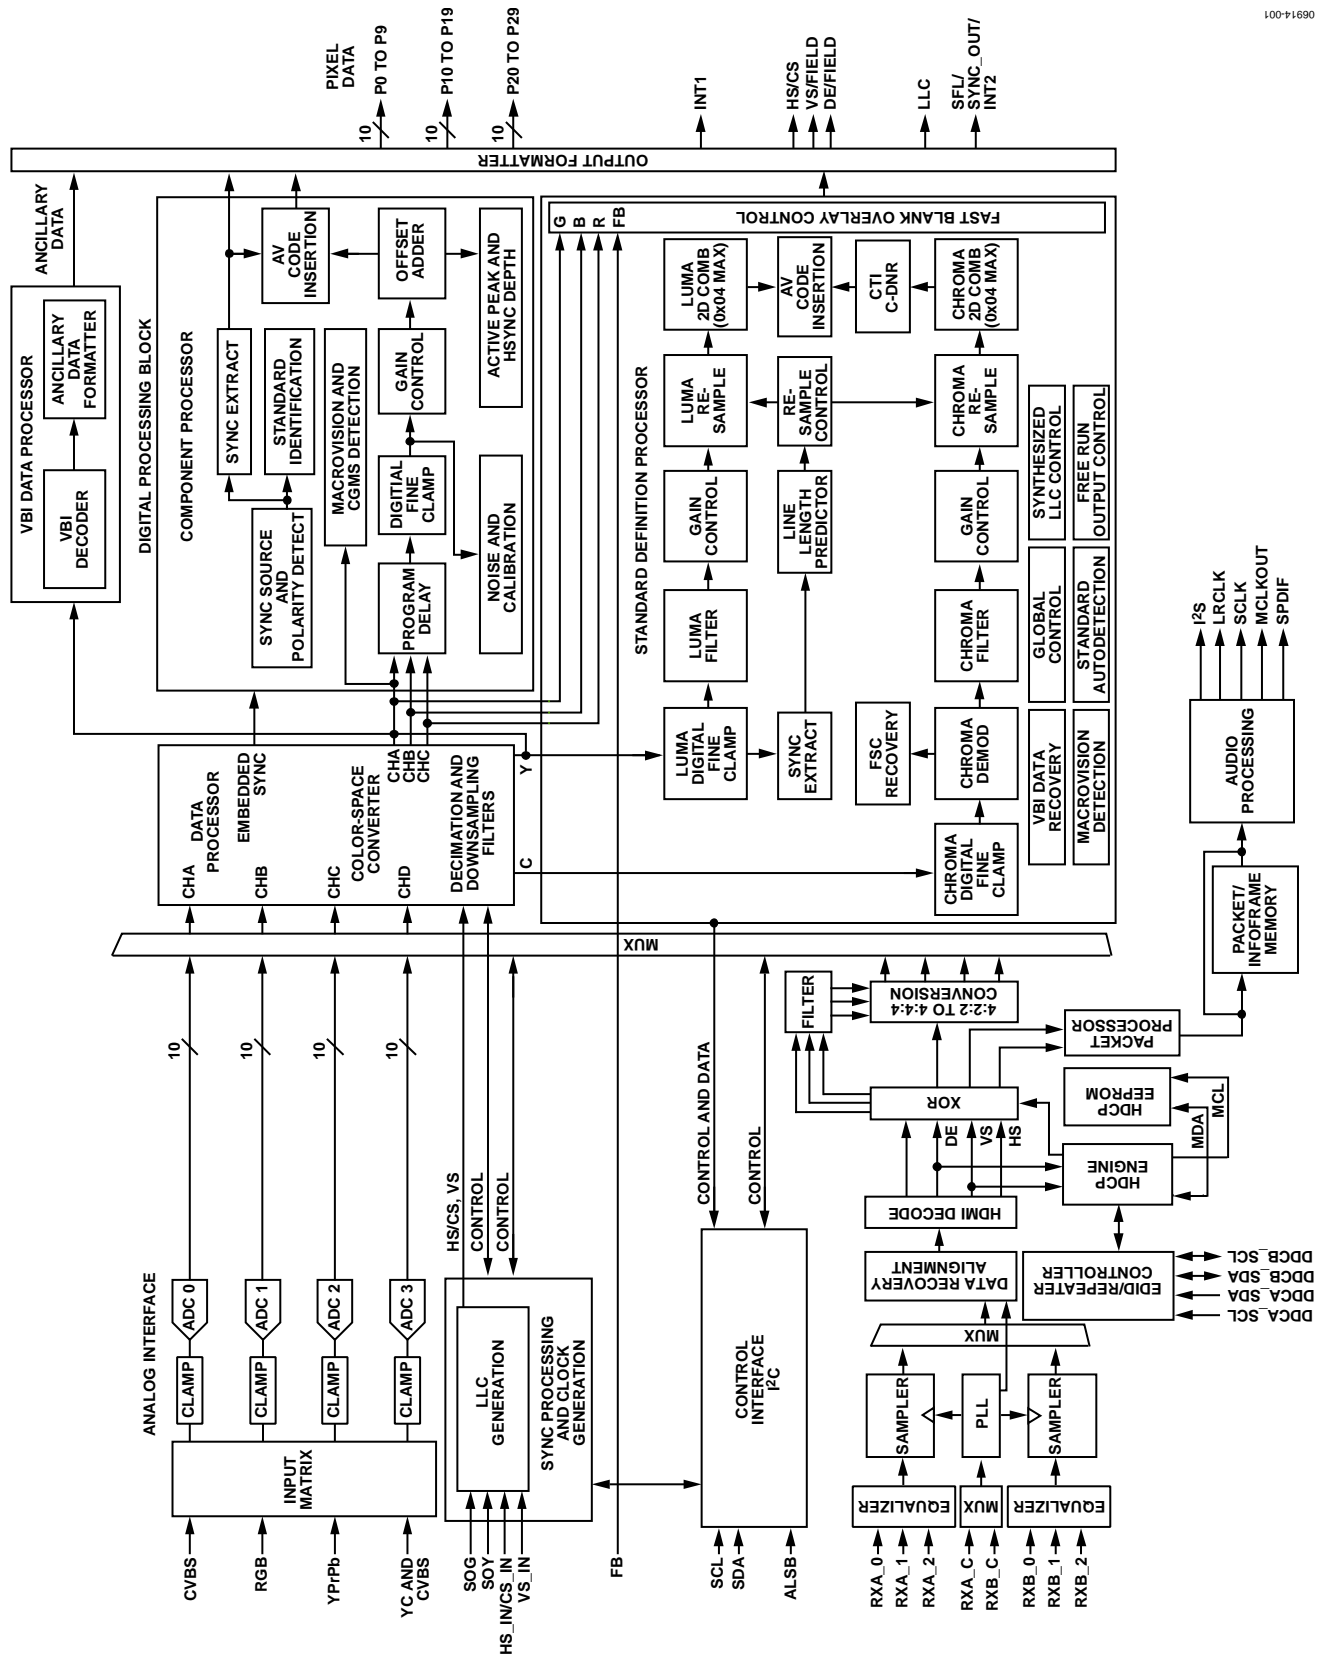 06914-001
PIXEL
DATA
P0 TO P9
P10 TO P19
P20 TO P29
10
10
10
INT1
HS/CS
VS/FIELD
DE/FIELD
LLC
SFL/
SYNC_OUT/
INT2
OUTPUT FORMATTER
ANCILLARY
DATA
VBI DATA PROCESSOR
VBI
DECODER
ANCILLARY
DATA
FORMATTER
DIGITAL PROCESSING BLOCK
COMPONENT PROCESSOR
SYNC SOURCE
AND
POLARITY DETECT
SYNC EXTRACT
STANDARD
IDENTIFICATION
AV
CODE
INSERTION
MACROVISION AND
CGMS DETECTION
PROGRAM
DELAY
DIGITIAL
FINE
CLAMP
GAIN
CONTROL
OFFSET
ADDER
NOISE AND
CALIBRATION
ACTIVE PEAK AND
HSYNC DEPTH
STANDARD DEFINITION PROCESSOR
G
B
R
FB
FAST BLANK OVERLAY CONTROL
LUMA
DIGITAL
FINE
CLAMP
LUMA
FILTER
GAIN
CONTROL
LUMA
RE-
SAMPLE
LUMA
2D COMB
(0x04 MAX)
SYNC
EXTRACT
LINE
LENGTH
PREDICTOR
RE-
SAMPLE
CONTROL
AV
CODE
INSERTION
FSC
RECOVERY
CTI
C-DNR
CHROMA
DIGITAL
FINE
CLAMP
CHROMA
DEMOD
CHROMA
FILTER
GAIN
CONTROL
CHROMA
RE-
SAMPLE
CHROMA
2D COMB
(0x04 MAX)
VBI DATA
RECOVERY
GLOBAL
CONTROL
SYNTHESIZED
LLC CONTROL
MACROVISION
DETECTION
STANDARD
AUTODETECTION
FREE RUN
OUTPUT CONTROL
CHA
CHB
CHC
CHD
DATA
PROCESSOR
EMBEDDED
SYNC
COLOR-SPACE
CONVERTER
CHA
CHB
CHC
DECIMATION AND
DOWNSAMPLING
FILTERS
Y
C
MUX
10
10
10
10
ANALOG INTERFACE
CVBS
RGB
YPrPb
YC AND
CVBS
INPUT
MATRIX
CLAMP
CLAMP
CLAMP
CLAMP
ADC 0
ADC 1
ADC 2
ADC 3
HS/CS, VS
CONTROL
CONTROL
SOG
SOY
HS_IN/CS_IN
VS_IN
LLC
GENERATION
SYNC PROCESSING
AND CLOCK
GENERATION
FB
SCL
SDA
ALSB
CONTROL
INTERFACE
I2C
CONTROL AND DATA
CONTROL
RXA_0
RXA_1
RXA_2
RXA_C
RXB_C
RXB_0
RXB_1
RXB_2
EQUALIZER
MUX
EQUALIZER
SAMPLER
PLL
SAMPLER
MUX
DATA RECOVERY
ALIGNMENT
HDMI DECODE
DE
VS
HS
XOR
FILTER
4:2:2 TO 4:4:4
CONVERSION
EDID/REPEATER
CONTROLLER
DDCA_SCL
DDCA_SDA
DDCB_SDA
DDCB_SCL
HDCP
ENGINE
HDCP
EEPROM
MDA
MCL
PACKET
PROCESSOR
PACKET/
INFOFRAME
MEMORY
AUDIO
PROCESSING
I2S
LRCLK
SCLK
MCLKOUT
SPDIF